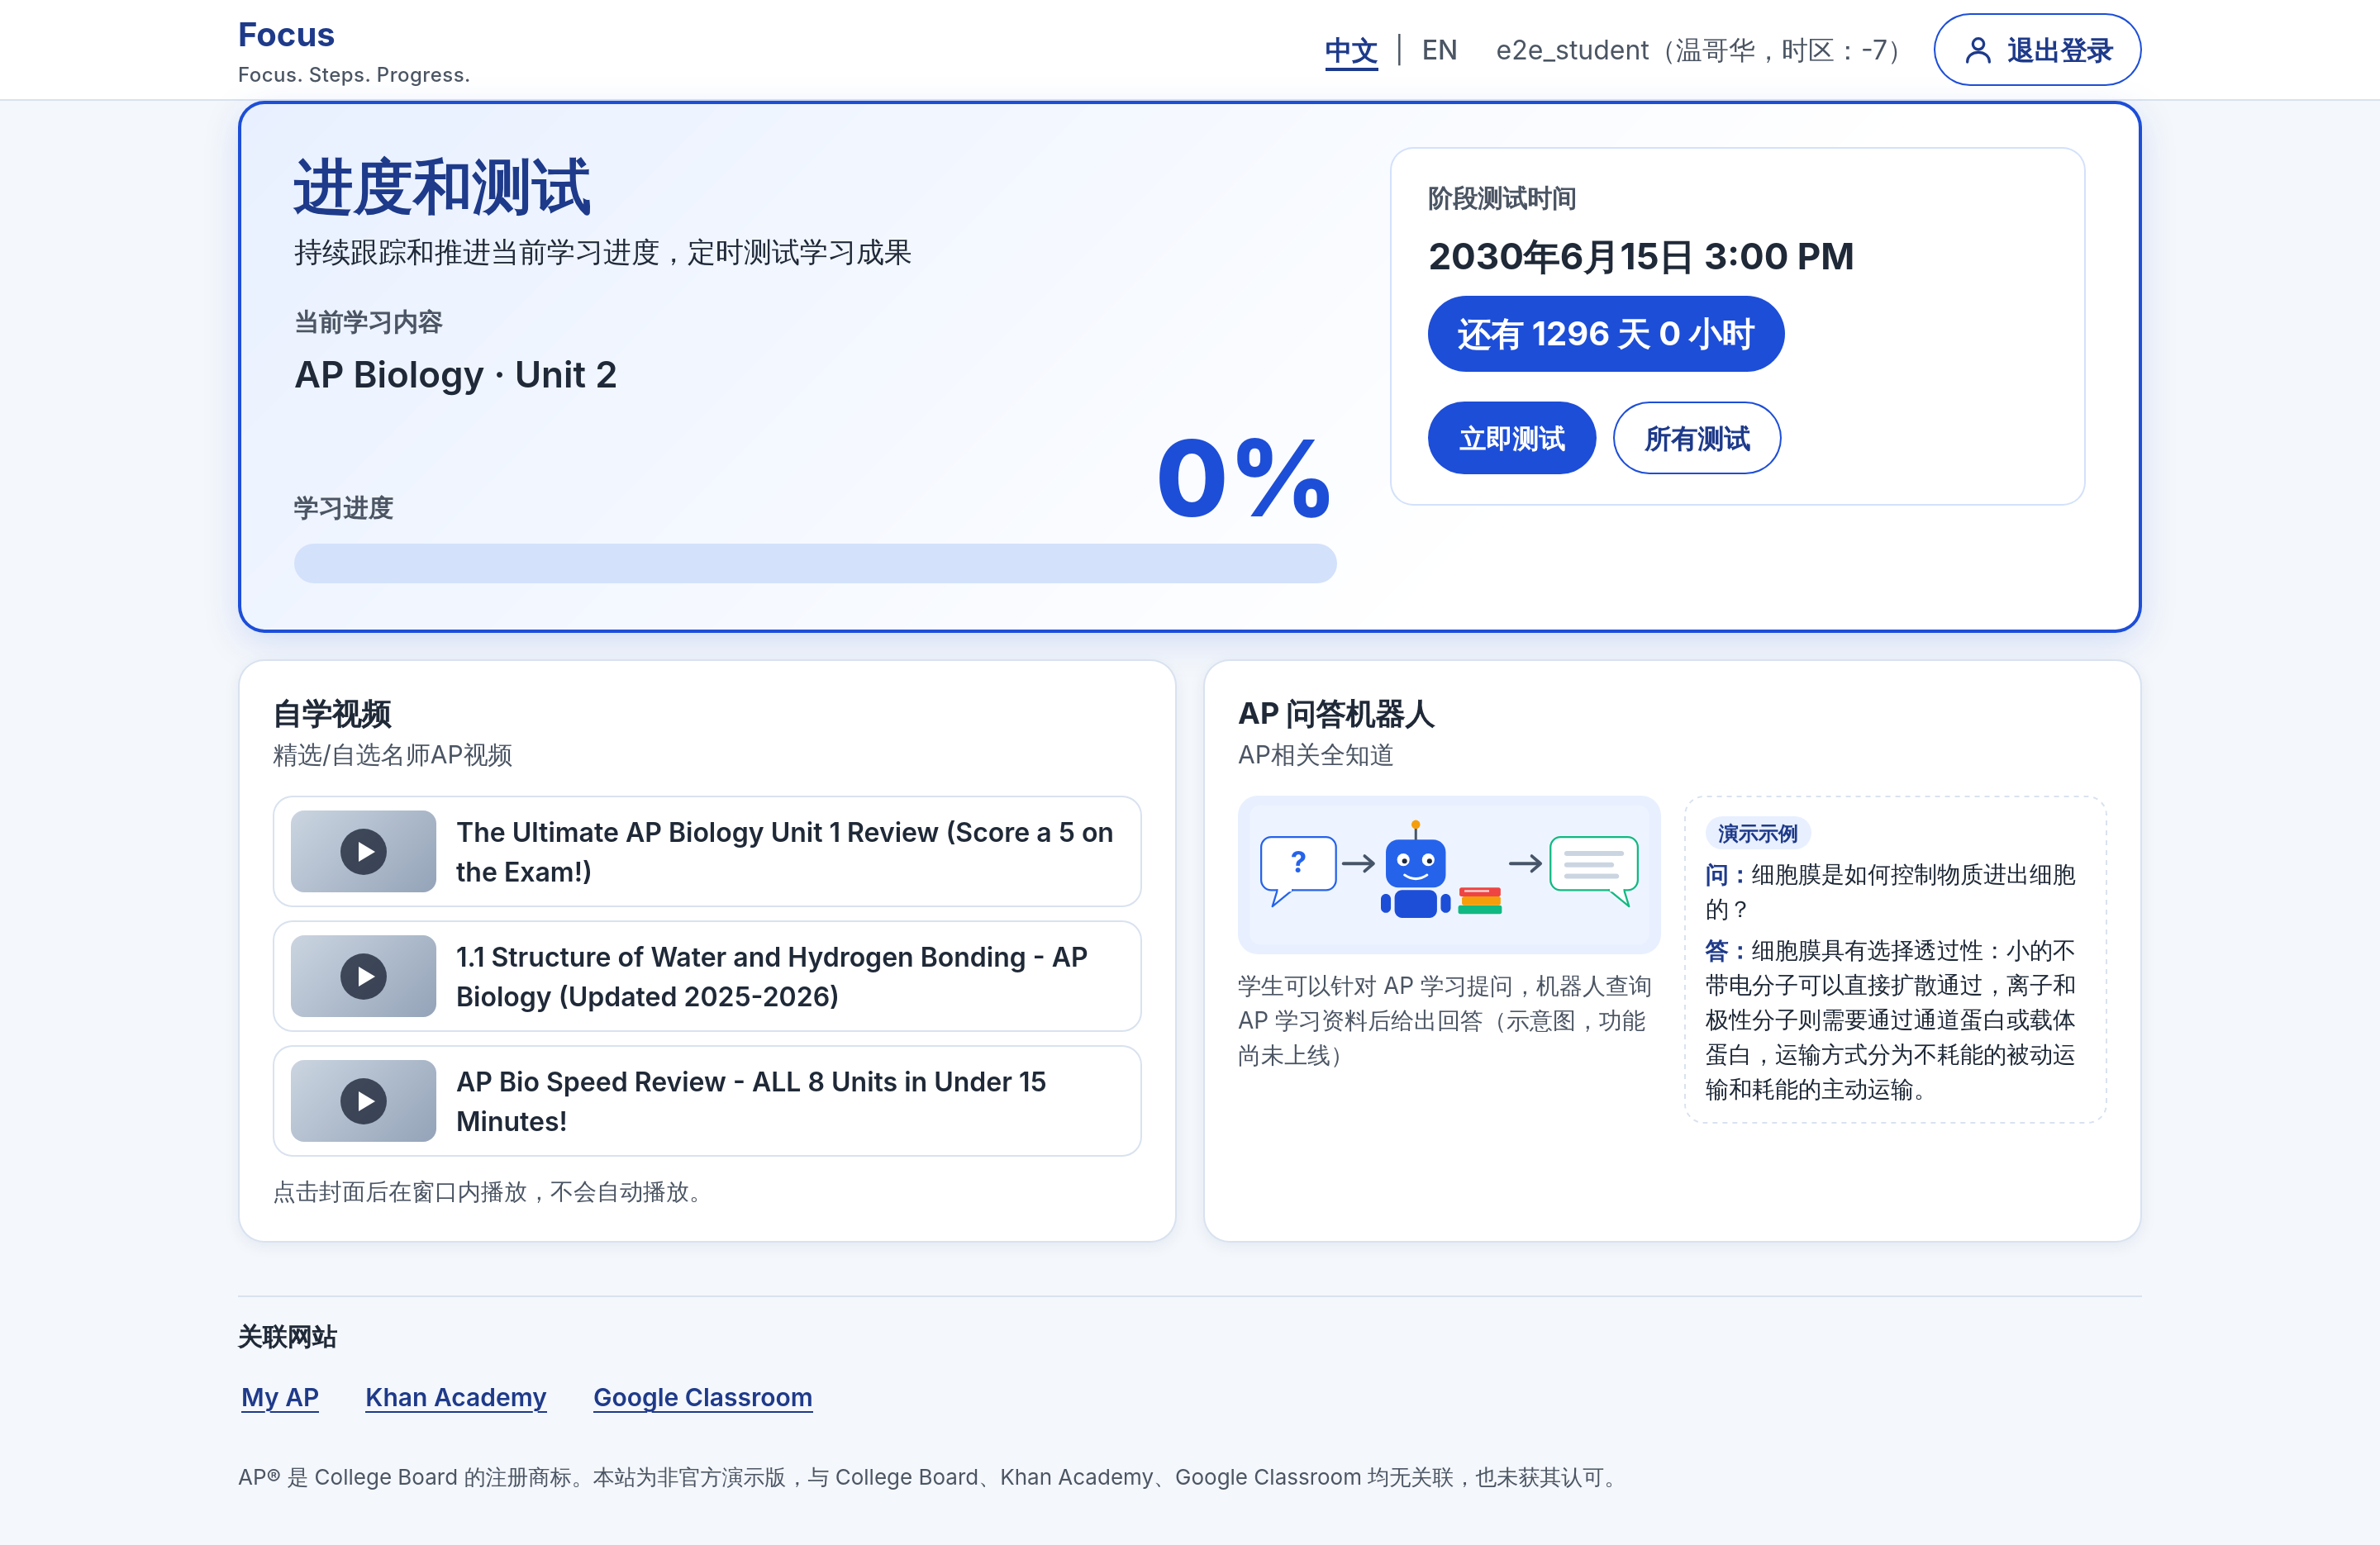 Focus
Focus. Steps. Progress.
中文 | EN e2e_student（温哥华，时区：-7） 退出登录
进度和测试
持续跟踪和推进当前学习进度，定时测试学习成果
当前学习内容
AP Biology · Unit 2
学习进度
0%
阶段测试时间
2030年6月15日 3:00 PM
还有 1296 天 0 小时
立即测试
所有测试
自学视频
精选/自选名师AP视频
The Ultimate AP Biology Unit 1 Review (Score a 5 on
the Exam!)
1.1 Structure of Water and Hydrogen Bonding - AP
Biology (Updated 2025-2026)
AP Bio Speed Review - ALL 8 Units in Under 15
Minutes!
点击封面后在窗口内播放，不会自动播放。
AP 问答机器人
AP相关全知道
?
学生可以针对 AP 学习提问，机器人查询
AP 学习资料后给出回答（示意图，功能
尚未上线）
演示示例
问：细胞膜是如何控制物质进出细胞
的？
答：细胞膜具有选择透过性：小的不
带电分子可以直接扩散通过，离子和
极性分子则需要通过通道蛋白或载体
蛋白，运输方式分为不耗能的被动运
输和耗能的主动运输。
关联网站
My AP
Khan Academy
Google Classroom
AP® 是 College Board 的注册商标。本站为非官方演示版，与 College Board、Khan Academy、Google Classroom 均无关联，也未获其认可。